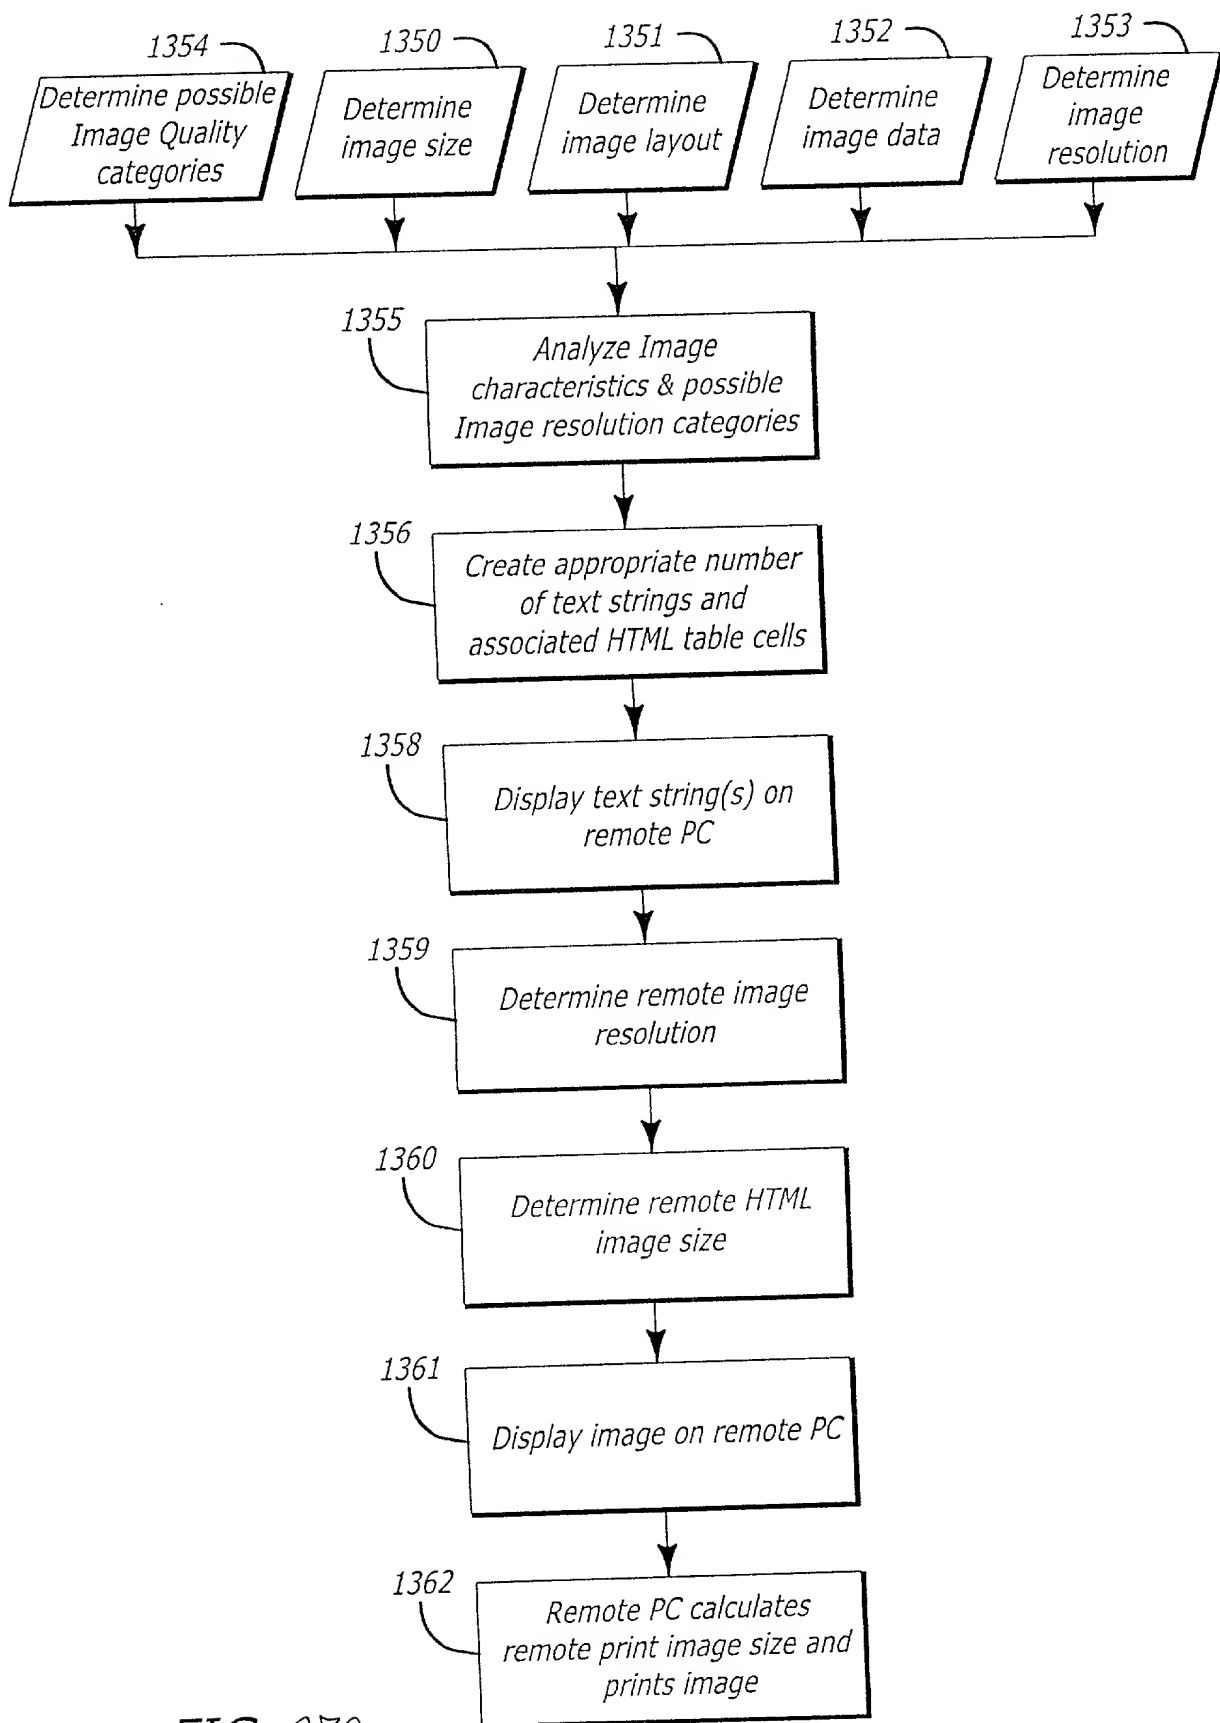 1354
Determine possible
Image Quality
categories
1350
Determine
image size
1351
Determine
image layout
1352
Determine
image data
1353
Determine
image
resolution
1355
Analyze Image
characteristics & possible
Image resolution categories
1356
Create appropriate number
of text strings and
associated HTML table cells
1358
Display text string(s) on
remote PC
1359
Determine remote image
resolution
1360
Determine remote HTML
image size
1361
Display image on remote PC
1362
Remote PC calculates
remote print image size and
prints image